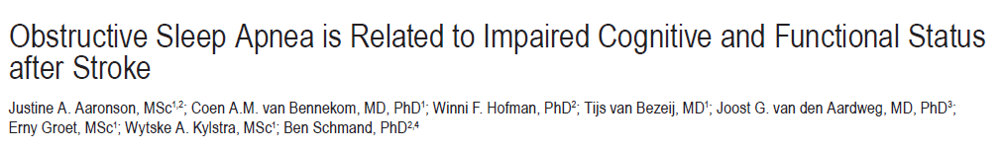 Obstructive Sleep Apnea is Related to Impaired Cognitive and Functional Status
after Stroke
Justine A. Aaronson, MSc1,2; Coen A.M. van Bennekom, MD, PhD1; Winni F. Hofman, PhD2; Tijs van Bezeij, MD1; Joost G. van den Aardweg, MD, PhD3;
Erny Groet, MSc1; Wytske A. Kylstra, MSc1; Ben Schmand, PhD2,4